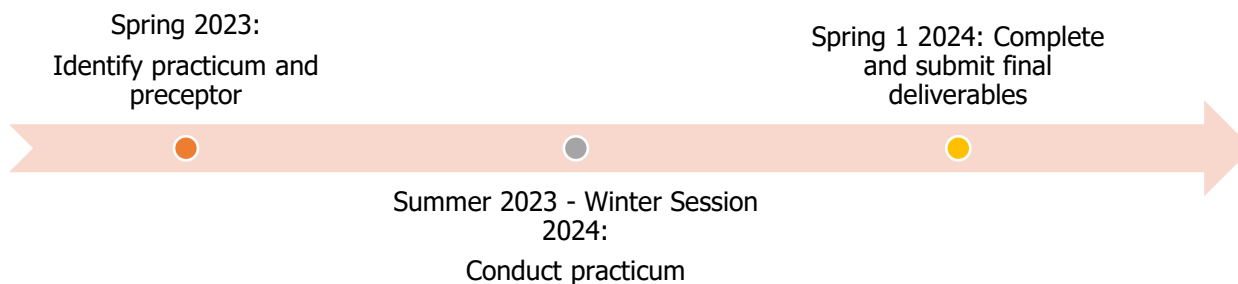 Spring 2023:
Identify practicum and
preceptor
Summer 2023 - Winter Session
2024:
Conduct practicum
Spring 1 2024: Complete
and submit final
deliverables